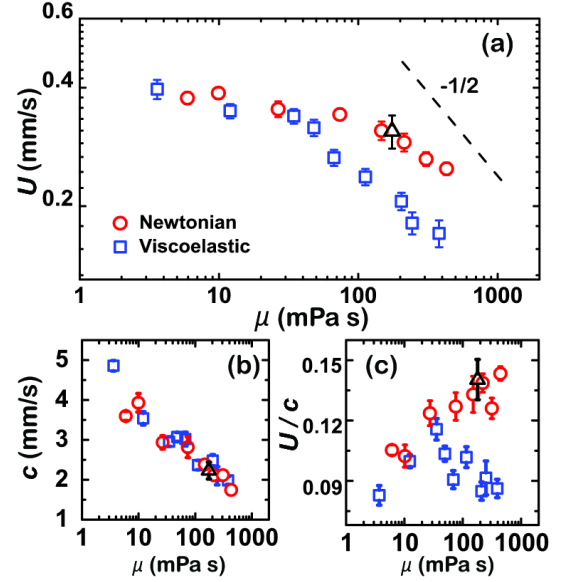 0.6
(a)
0.4
-1/2
U (mm/s)
0.2
Newtonian
Viscoelastic
1 10 100 1000
μ (mPa s)
(b)
5
4
3
2
1
c (mm/s)
1 10 100 1000
μ (mPa s)
(c)
0.15
0.12
0.09
U / c
1 10 100 1000
μ (mPa s)